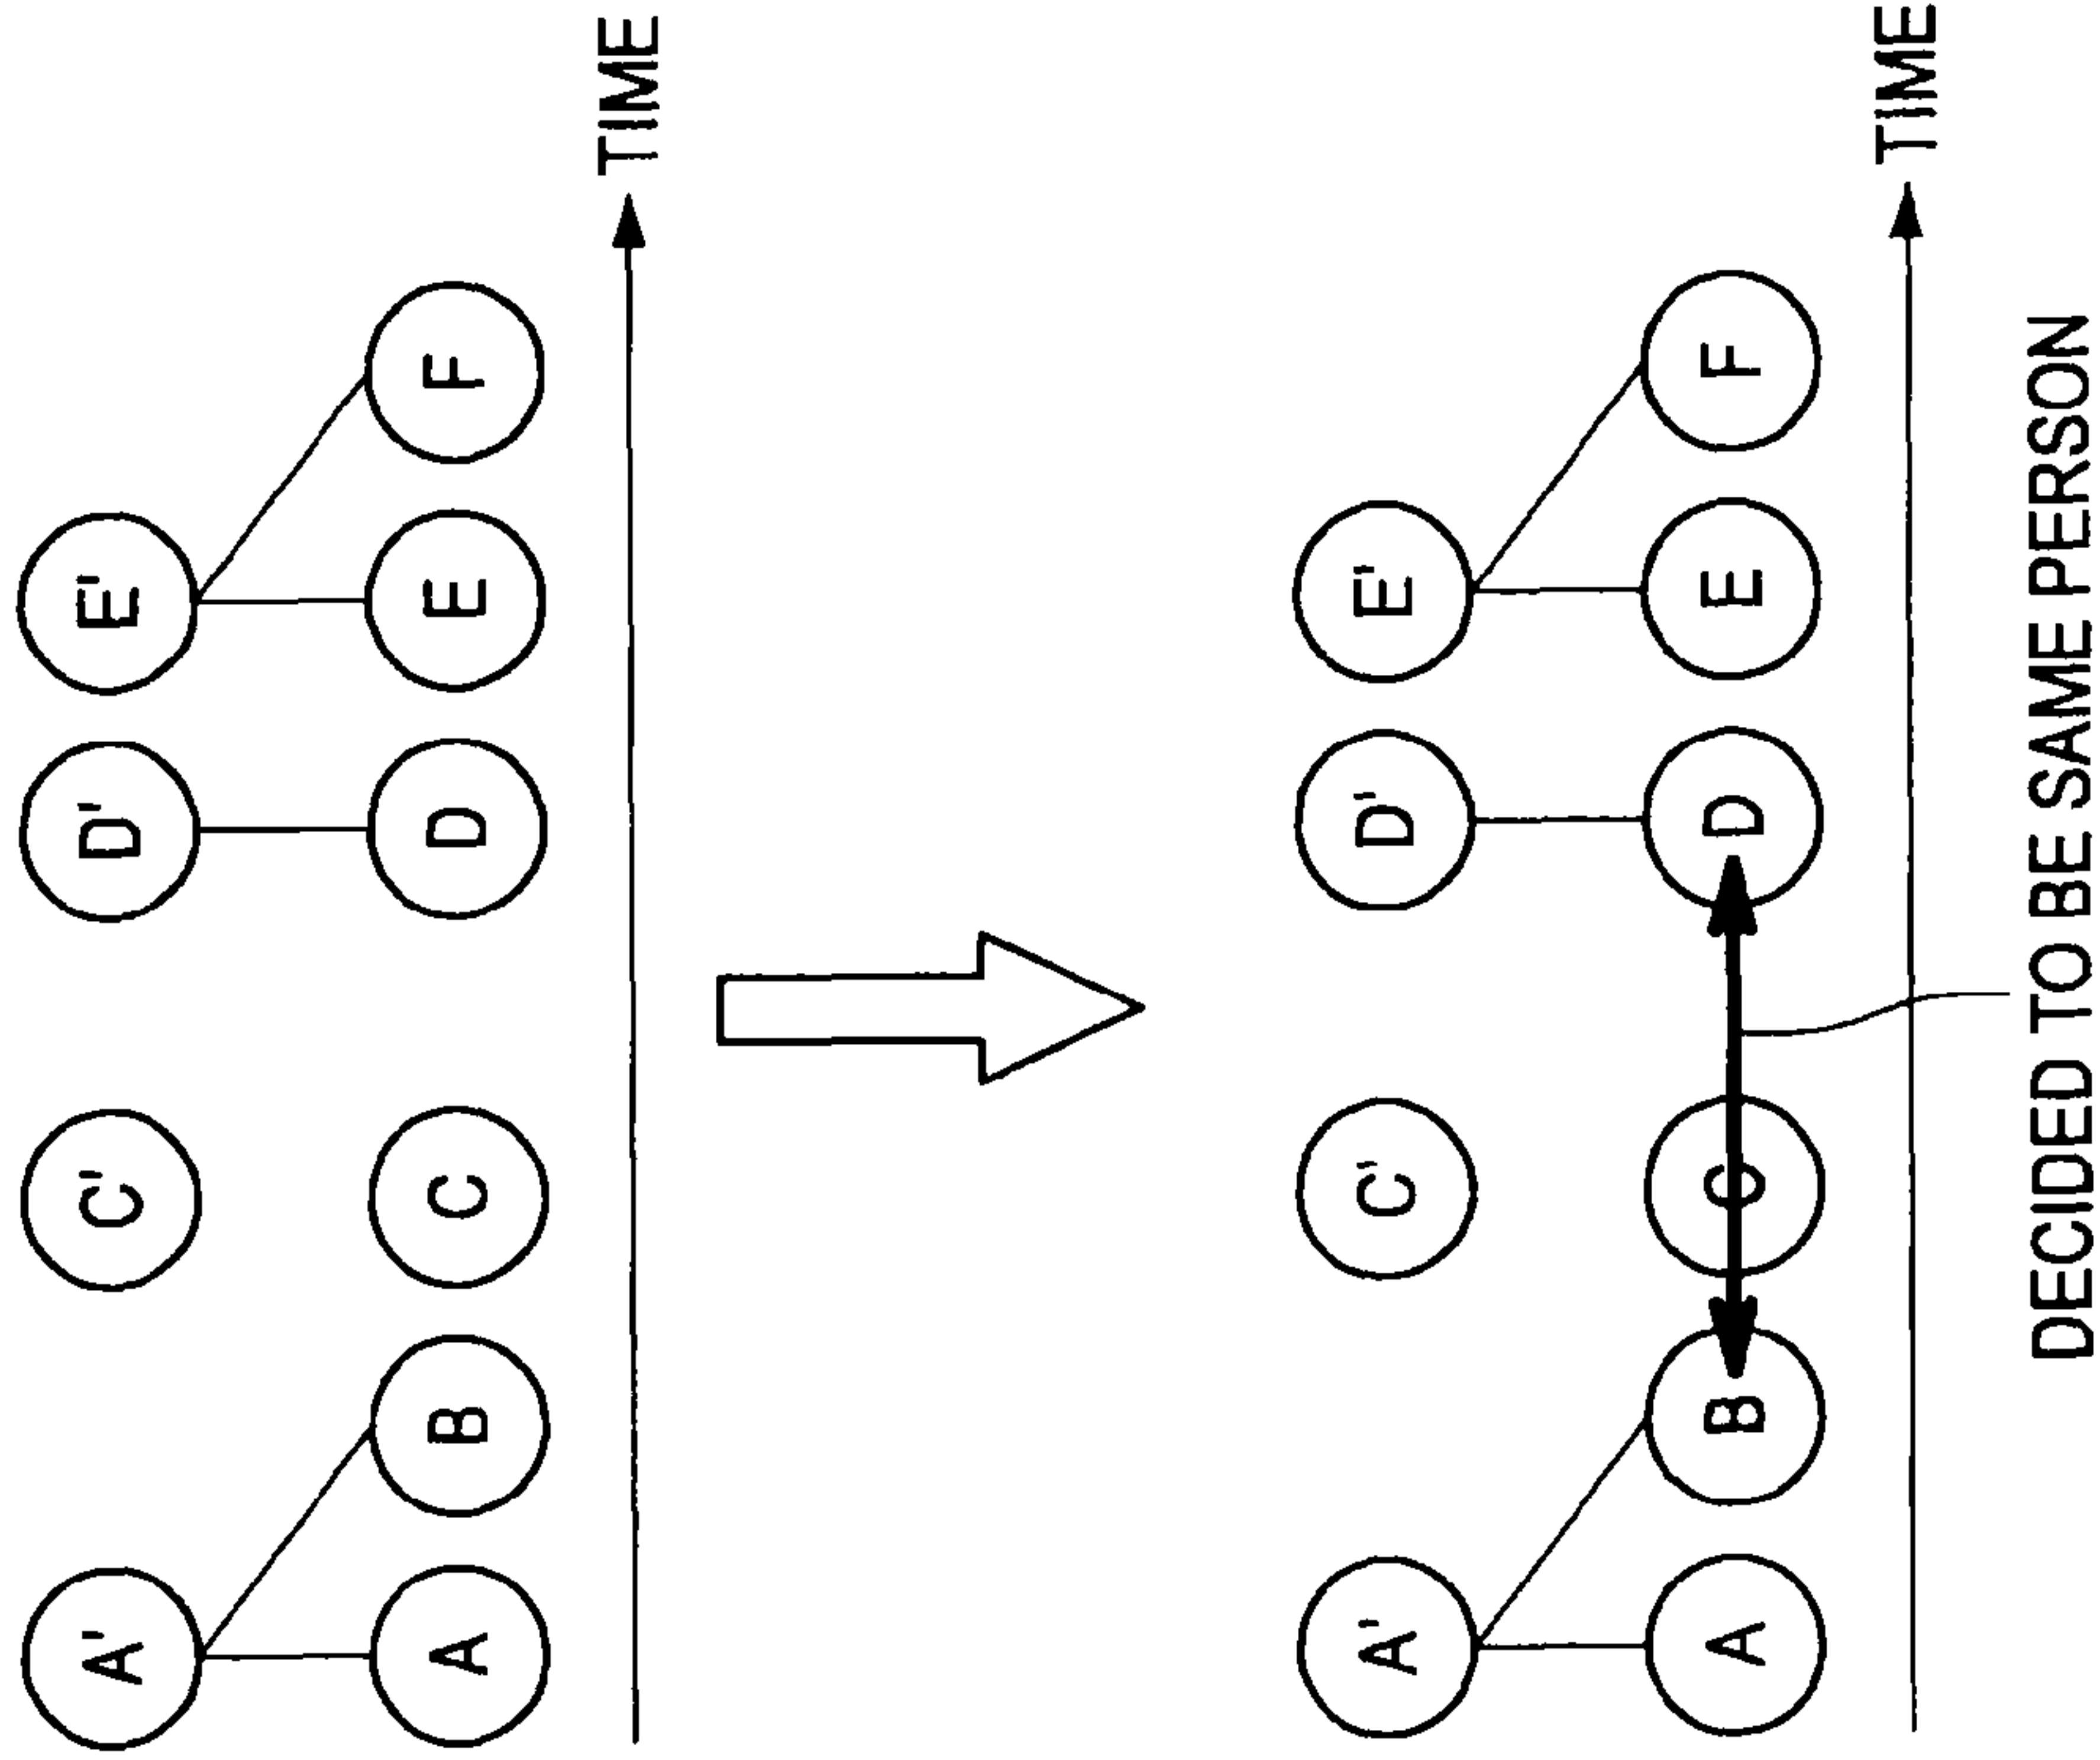 A' C' D' E'
A B C D E F
TIME
A' C' D' E'
A B C D E F
TIME
DECIDED TO BE SAME PERSON